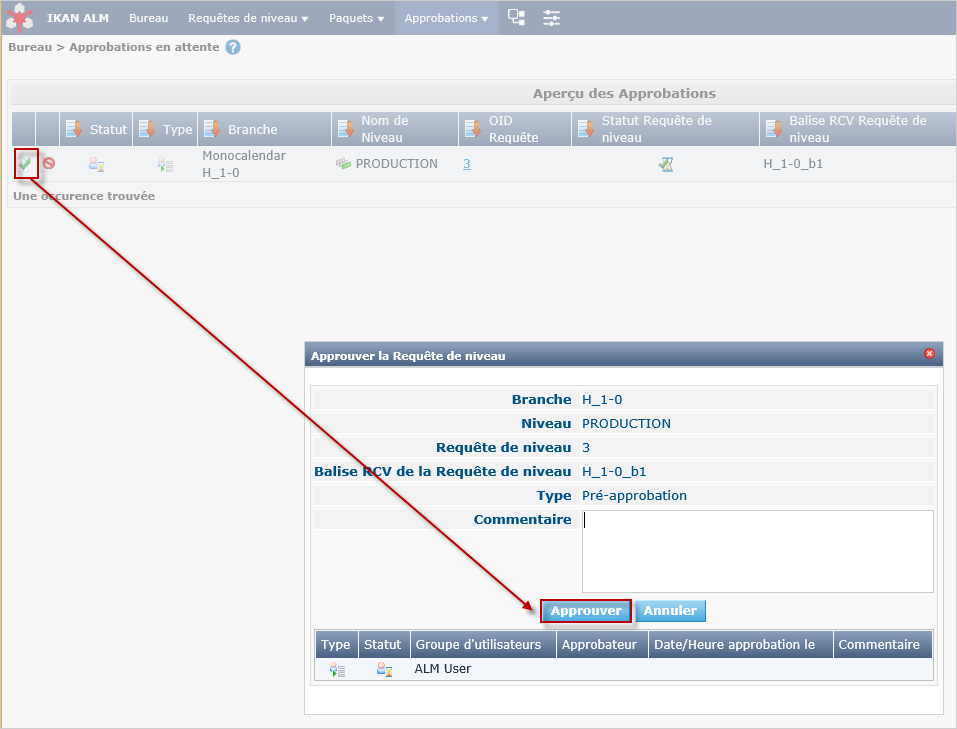 IKAN ALM Bureau Requêtes de niveau Paquets Approbations
Bureau > Approbations en attente ?
Aperçu des Approbations
Statut Type Branche Nom de Niveau OID Requête Statut Requête de niveau Balise RCV Requête de niveau
Monocalendar H_1-0 PRODUCTION 3 H_1-0_b1
Une occurence trouvée
Approuver la Requête de niveau
Branche H_1-0
Niveau PRODUCTION
Requête de niveau 3
Balise RCV de la Requête de niveau H_1-0_b1
Type Pré-approbation
Commentaire
Approuver Annuler
Type Statut Groupe d'utilisateurs Approbateur Date/Heure approbation le Commentaire
ALM User